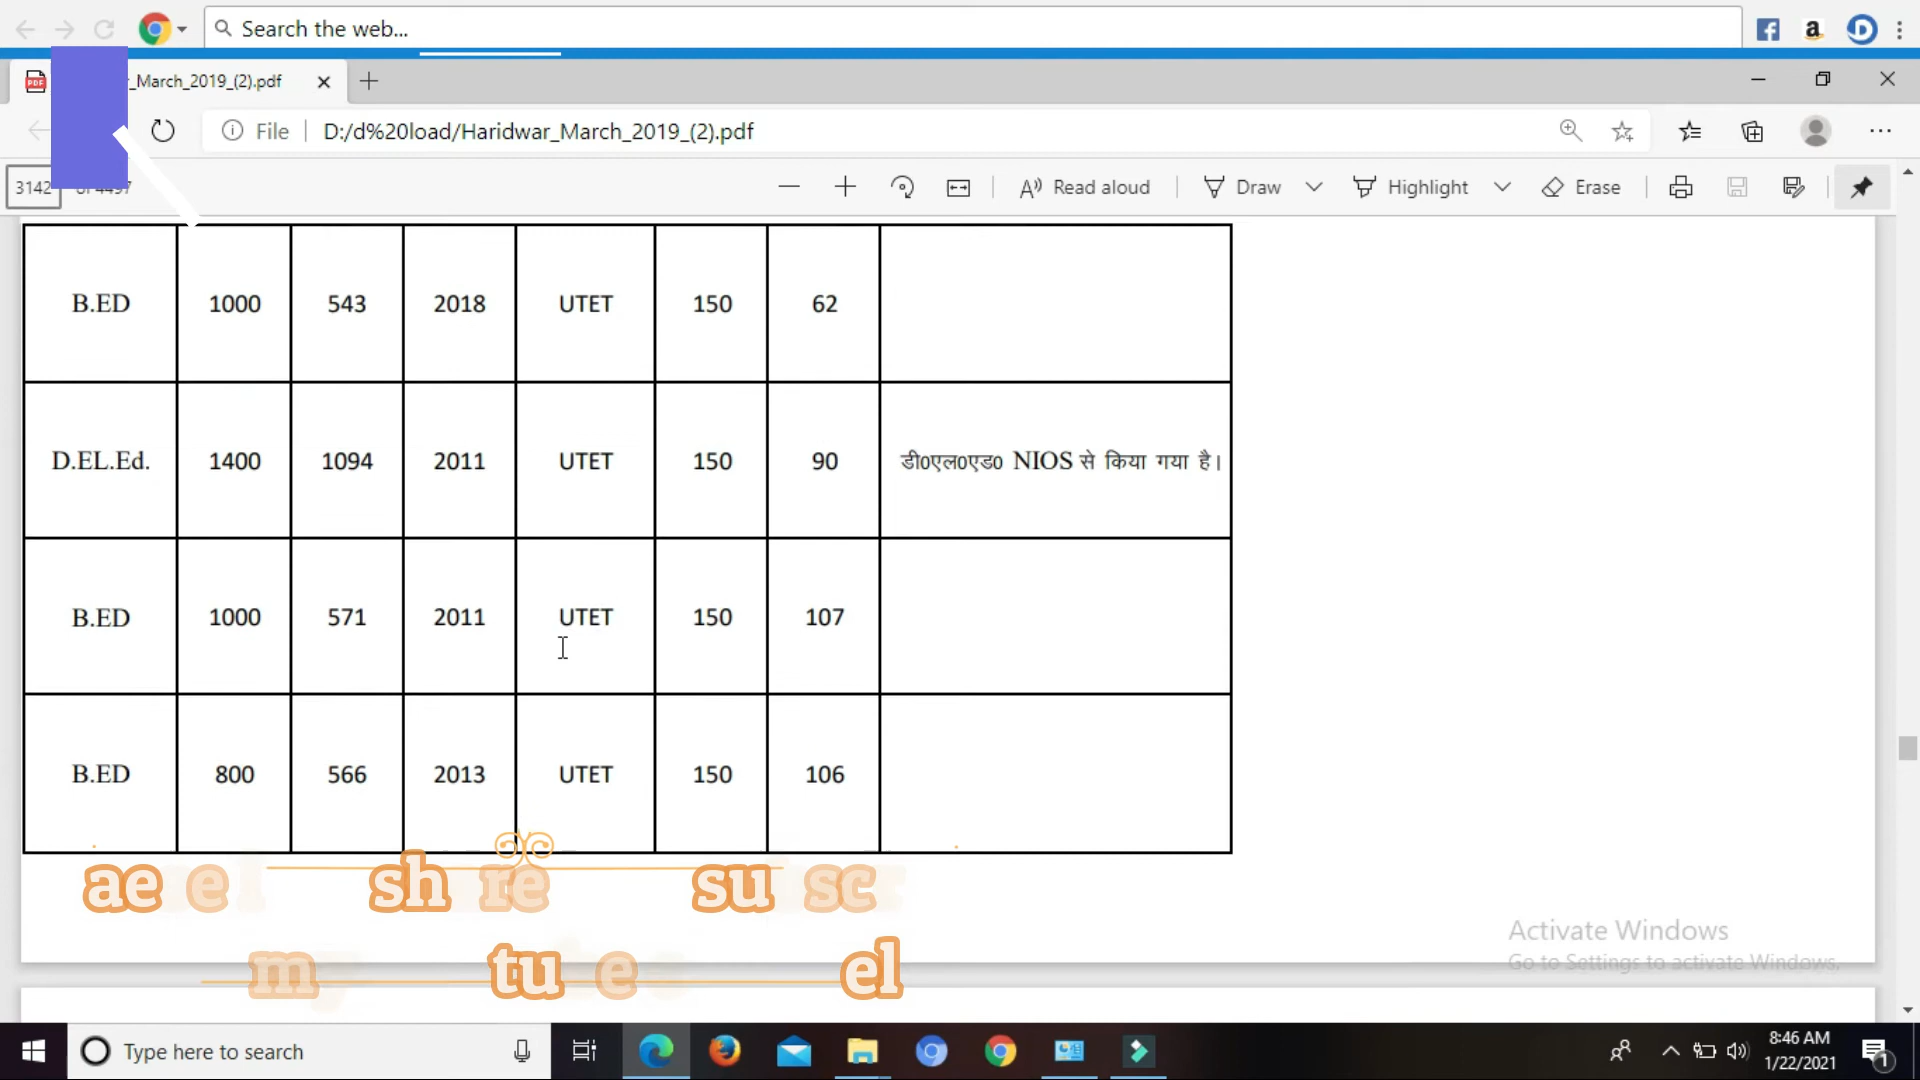 Search the web...
_March_2019_(2).pdf
File D:/d%20load/Haridwar_March_2019_(2).pdf
3142 of 4497 Read aloud Draw Highlight Erase
B.ED 1000 543 2018 UTET 150 62
D.EL.Ed. 1400 1094 2011 UTET 150 90 डी0एल0एड0 NIOS से किया गया है।
B.ED 1000 571 2011 UTET 150 107
B.ED 800 566 2013 UTET 150 106
sh re su sc
tu e el
Activate Windows
Go to Settings to activate Windows.
Type here to search
8:46 AM
1/22/2021
1